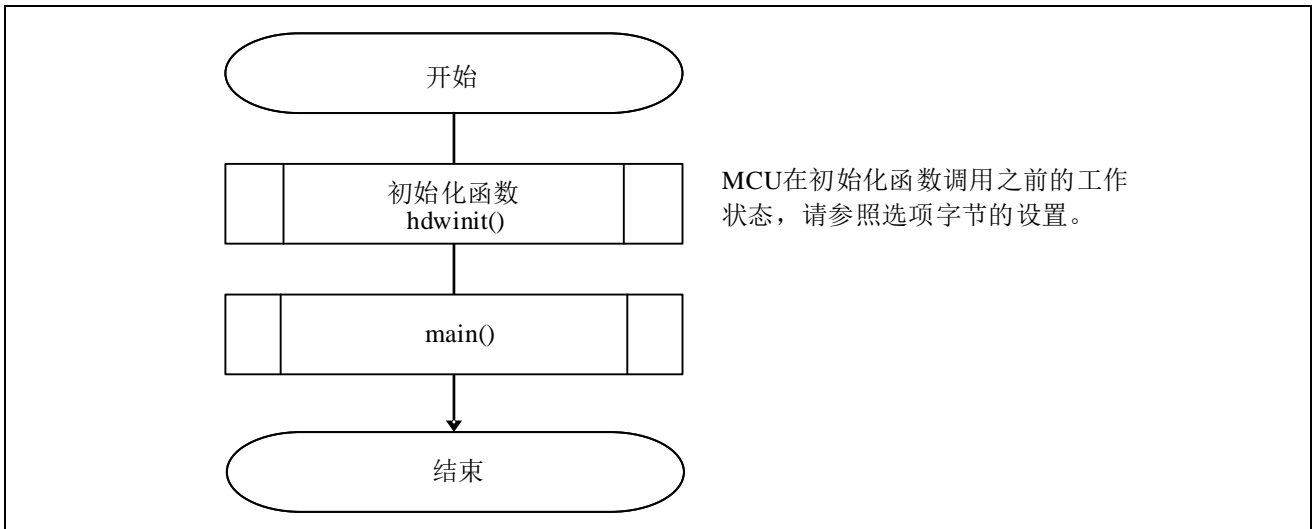 开始
初始化函数
hdwinit()
MCU在初始化函数调用之前的工作
状态，请参照选项字节的设置。
main()
结束